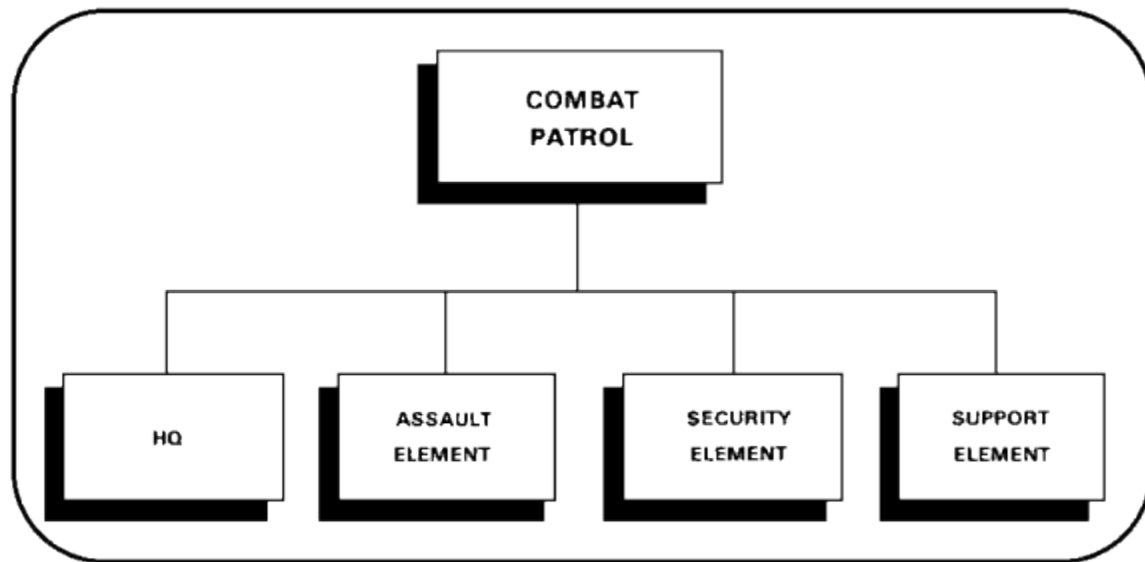 COMBAT
PATROL
HQ
ASSAULT
ELEMENT
SECURITY
ELEMENT
SUPPORT
ELEMENT